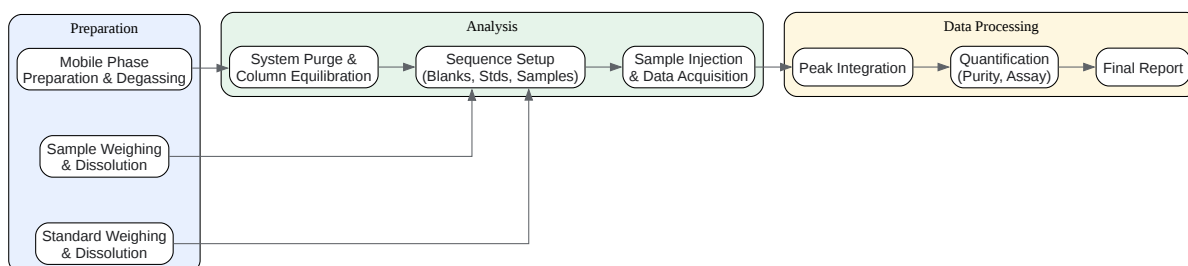 Preparation
Mobile Phase
Preparation & Degassing
Sample Weighing
& Dissolution
Standard Weighing
& Dissolution
Analysis
System Purge &
Column Equilibration
Sequence Setup
(Blanks, Stds, Samples)
Sample Injection
& Data Acquisition
Data Processing
Peak Integration
Quantification
(Purity, Assay)
Final Report